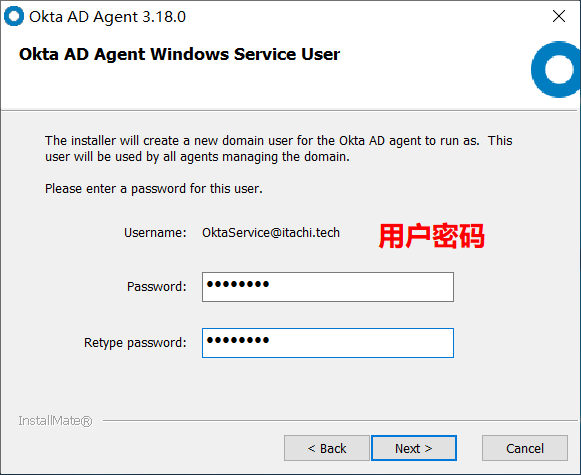 Okta AD Agent 3.18.0
Okta AD Agent Windows Service User
The installer will create a new domain user for the Okta AD agent to run as.  This
user will be used by all agents managing the domain.
Please enter a password for this user.
Username: OktaService@itachi.tech
用户密码
Password: ●●●●●●●●
Retype password: ●●●●●●●●
InstallMate®
< Back
Next >
Cancel